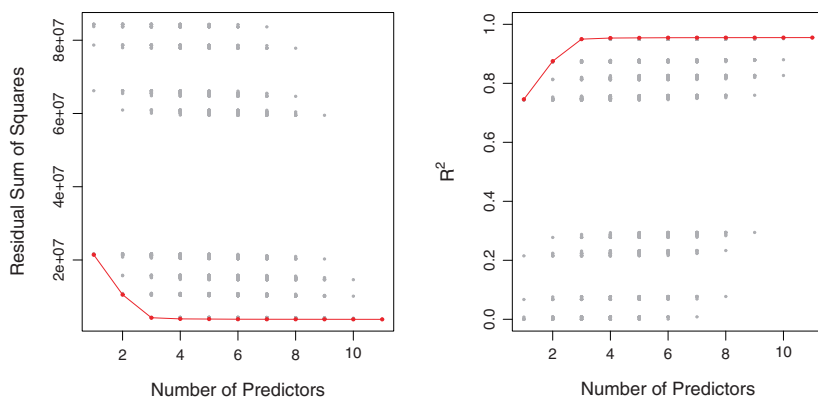 Residual Sum of Squares
8e+07
6e+07
4e+07
2e+07
2 4 6 8 10
Number of Predictors
R²
1.0
0.8
0.6
0.4
0.2
0.0
2 4 6 8 10
Number of Predictors